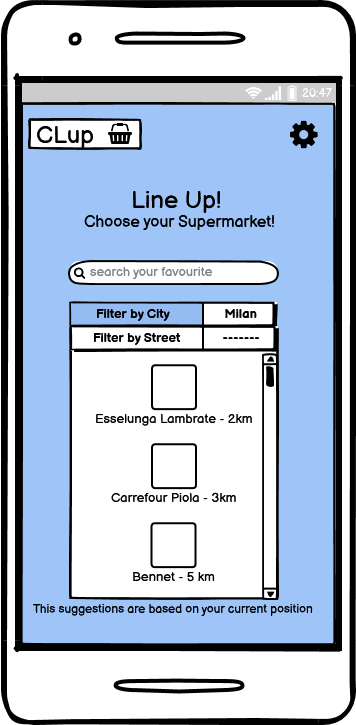 20:47
CLup
Line Up!
Choose your Supermarket!
search your favourite
Filter by City Milan
Filter by Street -------
Esselunga Lambrate - 2km
Carrefour Piola - 3km
Bennet - 5 km
This suggestions are based on your current position